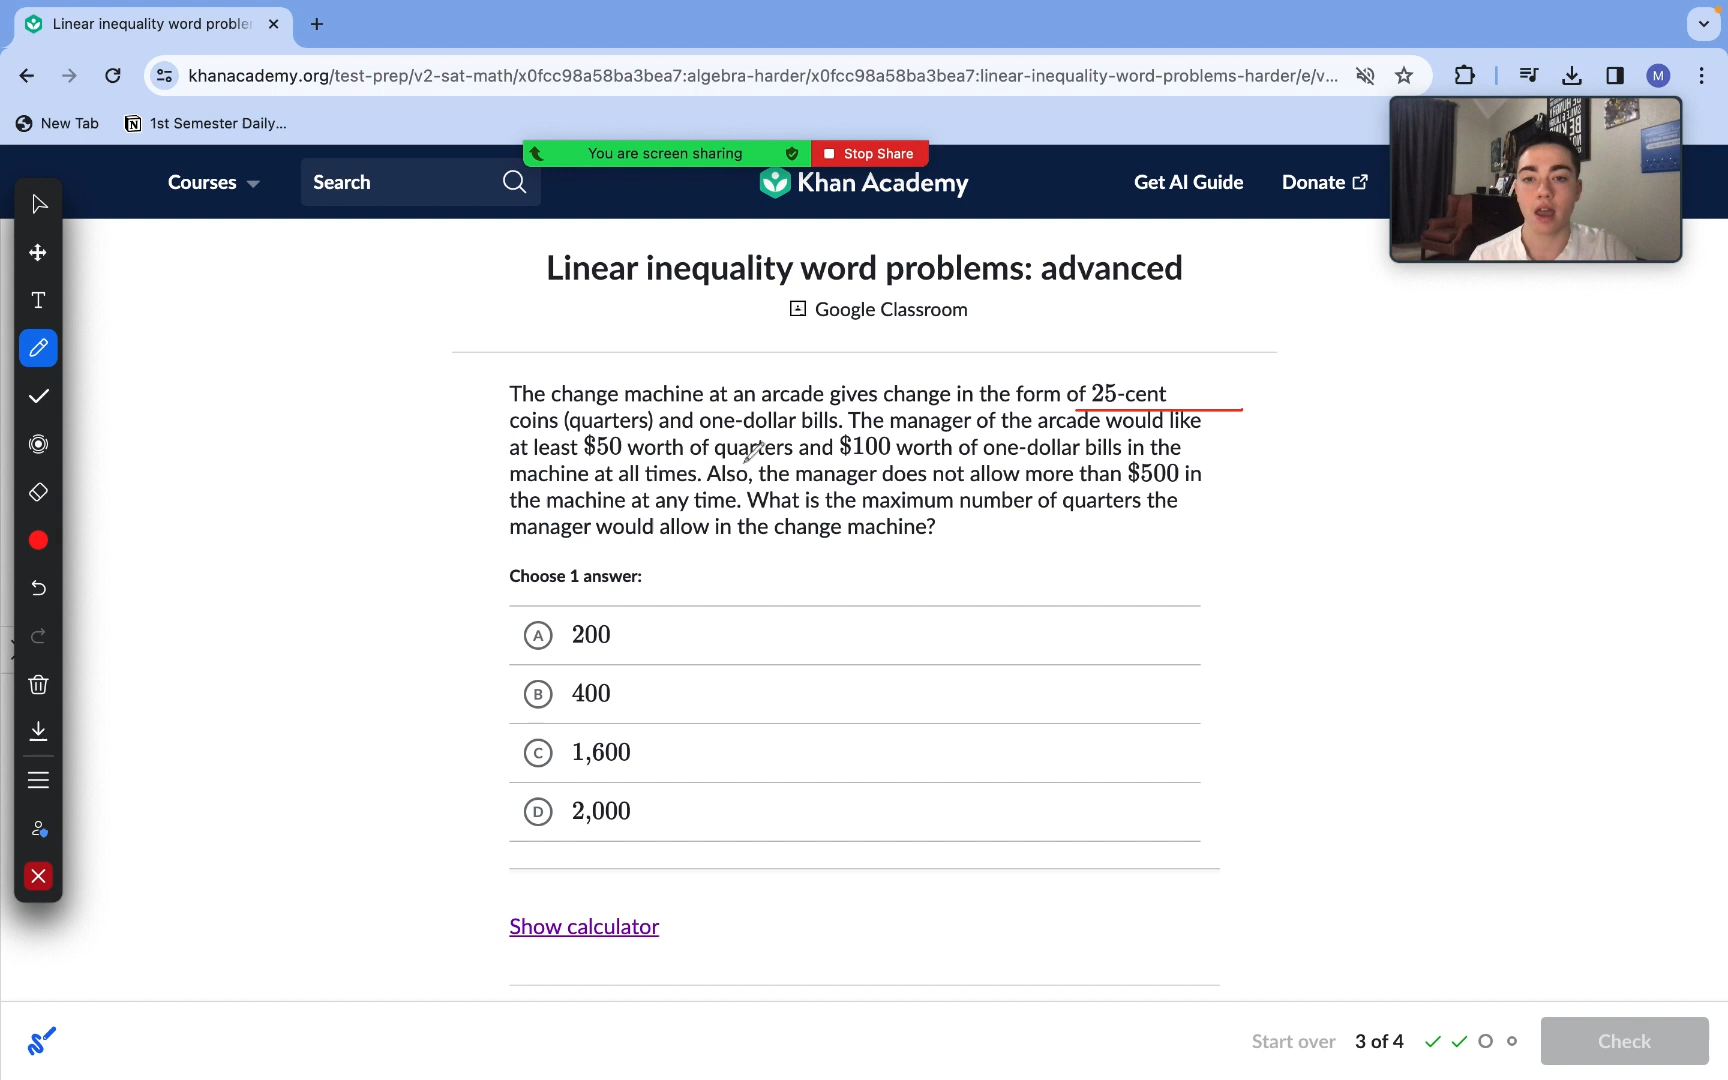 Linear inequality word proble
khanacademy.org/test-prep/v2-sat-math/x0fcc98a58ba3bea7:algebra-harder/x0fcc98a58ba3bea7:linear-inequality-word-problems-harder/e/v...
M
New Tab
1st Semester Daily...
You are screen sharing
Stop Share
Courses
Search
Khan Academy
Get AI Guide
Donate
Linear inequality word problems: advanced
Google Classroom
The change machine at an arcade gives change in the form of 25-cent
coins (quarters) and one-dollar bills. The manager of the arcade would like
at least $50 worth of quarters and $100 worth of one-dollar bills in the
machine at all times. Also, the manager does not allow more than $500 in
the machine at any time. What is the maximum number of quarters the
manager would allow in the change machine?
Choose 1 answer:
A 200
B 400
C 1,600
D 2,000
Show calculator
Start over 3 of 4
Check